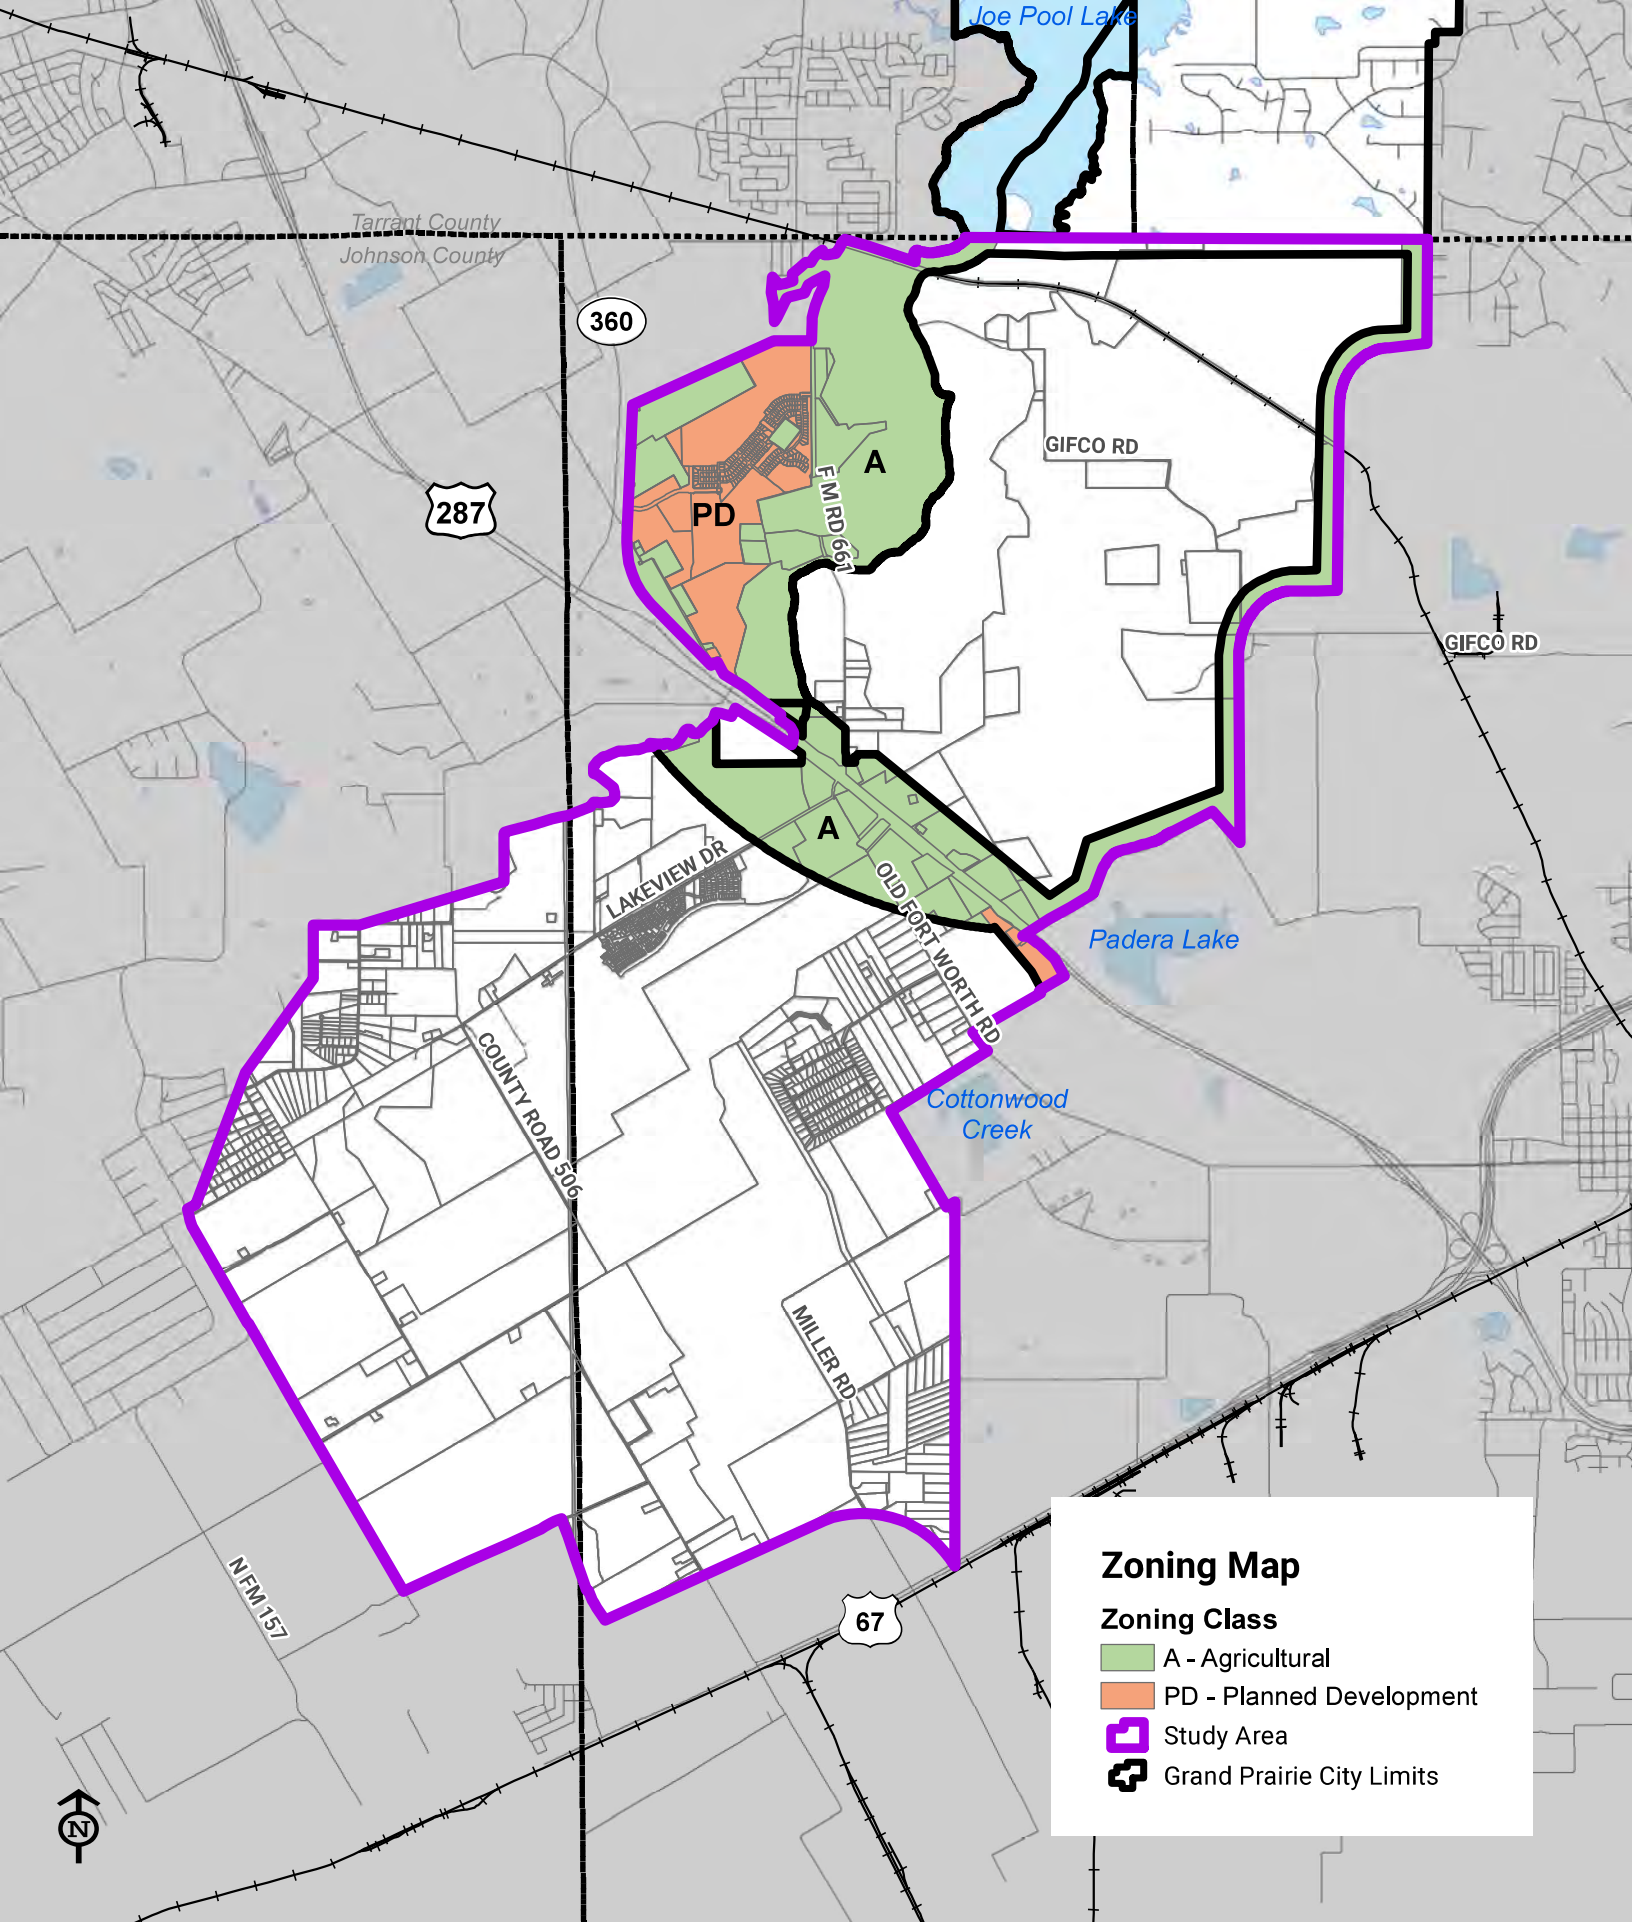 Joe Pool Lake
Tarrant County
Johnson County
360
GIFCO RD
A
F M RD 661
287
PD
GIFCO RD
A
LAKEVIEW DR
OLD FORT WORTH RD
Padera Lake
COUNTY ROAD 506
Cottonwood
Creek
MILLER RD
N FM 157
67
Zoning Map
Zoning Class
A - Agricultural
PD - Planned Development
Study Area
Grand Prairie City Limits
N